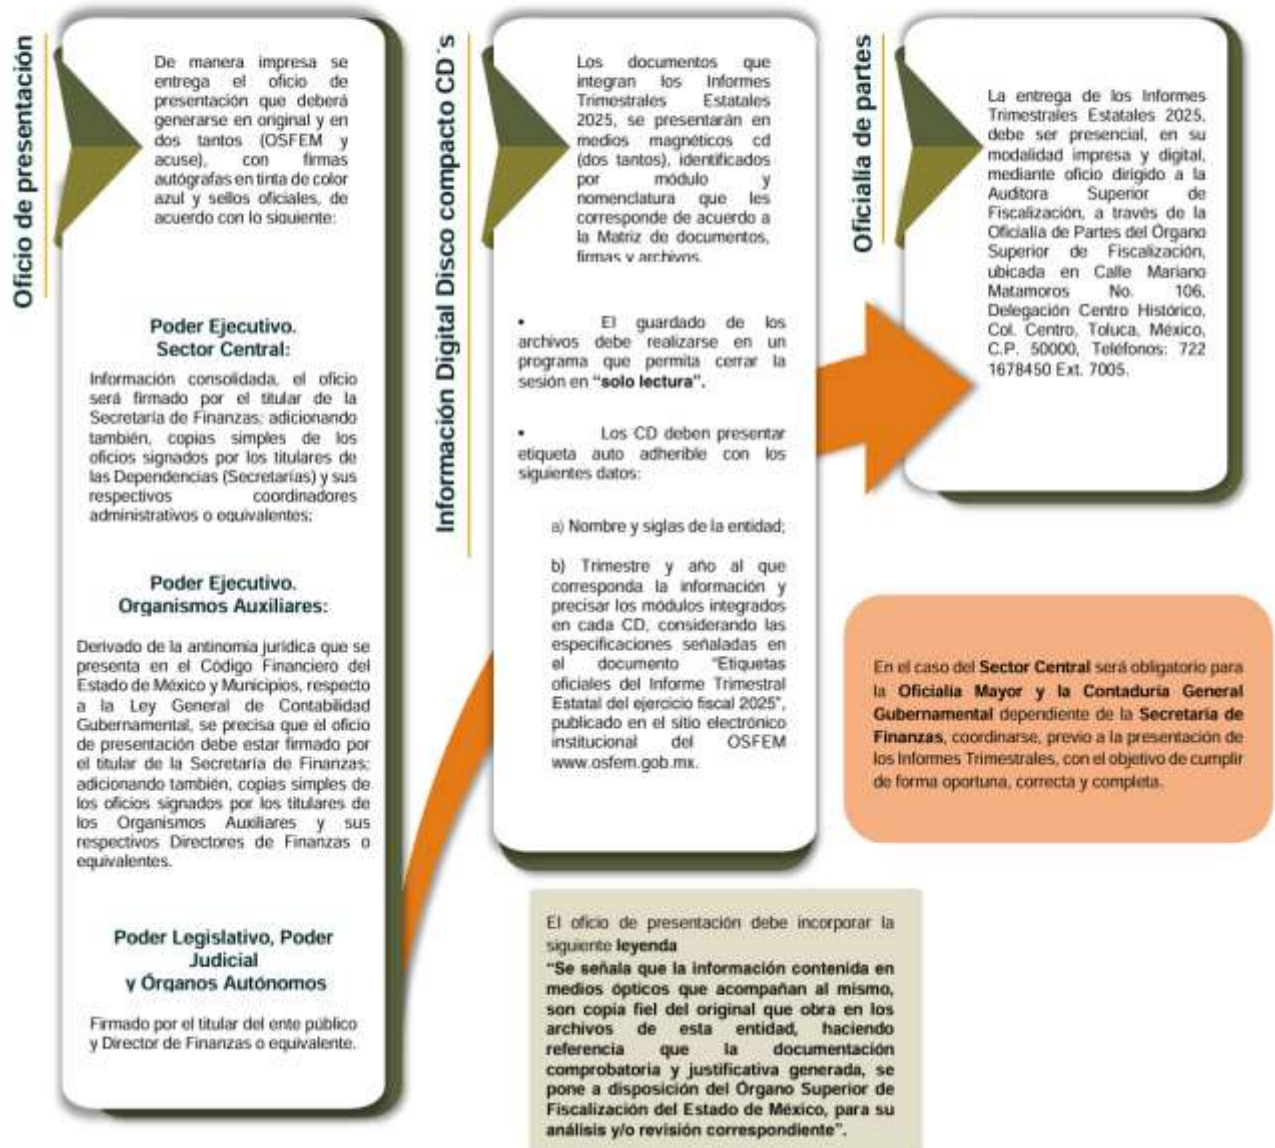 Oficio de presentación
De manera impresa se
entrega el oficio de
presentación que deberá
generarse en original y en
dos tantos (OSFEM y
acuse), con firmas
autógrafas en tinta de color
azul y sellos oficiales, de
acuerdo con lo siguiente:
Poder Ejecutivo.
Sector Central:
Información consolidada, el oficio
será firmado por el titular de la
Secretaría de Finanzas; adicionando
también, copias simples de los
oficios signados por los titulares de
las Dependencias (Secretarías) y sus
respectivos coordinadores
administrativos o equivalentes;
Poder Ejecutivo.
Organismos Auxiliares:
Derivado de la antinomia jurídica que se
presenta en el Código Financiero del
Estado de México y Municipios, respecto
a la Ley General de Contabilidad
Gubernamental, se precisa que el oficio
de presentación debe estar firmado por
el titular de la Secretaría de Finanzas;
adicionando también, copias simples de
los oficios signados por los titulares de
los Organismos Auxiliares y sus
respectivos Directores de Finanzas o
equivalentes.
Poder Legislativo, Poder
Judicial
y Órganos Autónomos
Firmado por el titular del ente público
y Director de Finanzas o equivalente.
Información Digital Disco compacto CD´s
Los documentos que
integran los Informes
Trimestrales Estatales
2025, se presentarán en
medios magnéticos cd
(dos tantos), identificados
por módulo y
nomenclatura que les
corresponde de acuerdo a
la Matriz de documentos,
firmas y archivos.
• El guardado de los
archivos debe realizarse en un
programa que permita cerrar la
sesión en “solo lectura”.
• Los CD deben presentar
etiqueta auto adherible con los
siguientes datos:
a) Nombre y siglas de la entidad;
b) Trimestre y año al que
corresponda la información y
precisar los módulos integrados
en cada CD, considerando las
especificaciones señaladas en
el documento “Etiquetas
oficiales del Informe Trimestral
Estatal del ejercicio fiscal 2025”,
publicado en el sitio electrónico
institucional del OSFEM
www.osfem.gob.mx.
El oficio de presentación debe incorporar la
siguiente leyenda
“Se señala que la información contenida en
medios ópticos que acompañan al mismo,
son copia fiel del original que obra en los
archivos de esta entidad, haciendo
referencia que la documentación
comprobatoria y justificativa generada, se
pone a disposición del Órgano Superior de
Fiscalización del Estado de México, para su
análisis y/o revisión correspondiente”.
Oficialía de partes
La entrega de los Informes
Trimestrales Estatales 2025,
debe ser presencial, en su
modalidad impresa y digital,
mediante oficio dirigido a la
Auditora Superior de
Fiscalización, a través de la
Oficialía de Partes del Órgano
Superior de Fiscalización,
ubicada en Calle Mariano
Matamoros No. 106,
Delegación Centro Histórico,
Col. Centro, Toluca, México,
C.P. 50000, Teléfonos: 722
1678450 Ext. 7005.
En el caso del Sector Central será obligatorio para
la Oficialía Mayor y la Contaduría General
Gubernamental dependiente de la Secretaría de
Finanzas, coordinarse, previo a la presentación de
los Informes Trimestrales, con el objetivo de cumplir
de forma oportuna, correcta y completa.